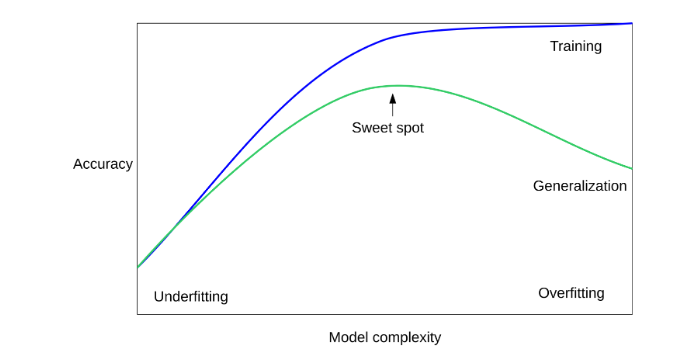 Training
Sweet spot
Accuracy
Generalization
Underfitting
Overfitting
Model complexity